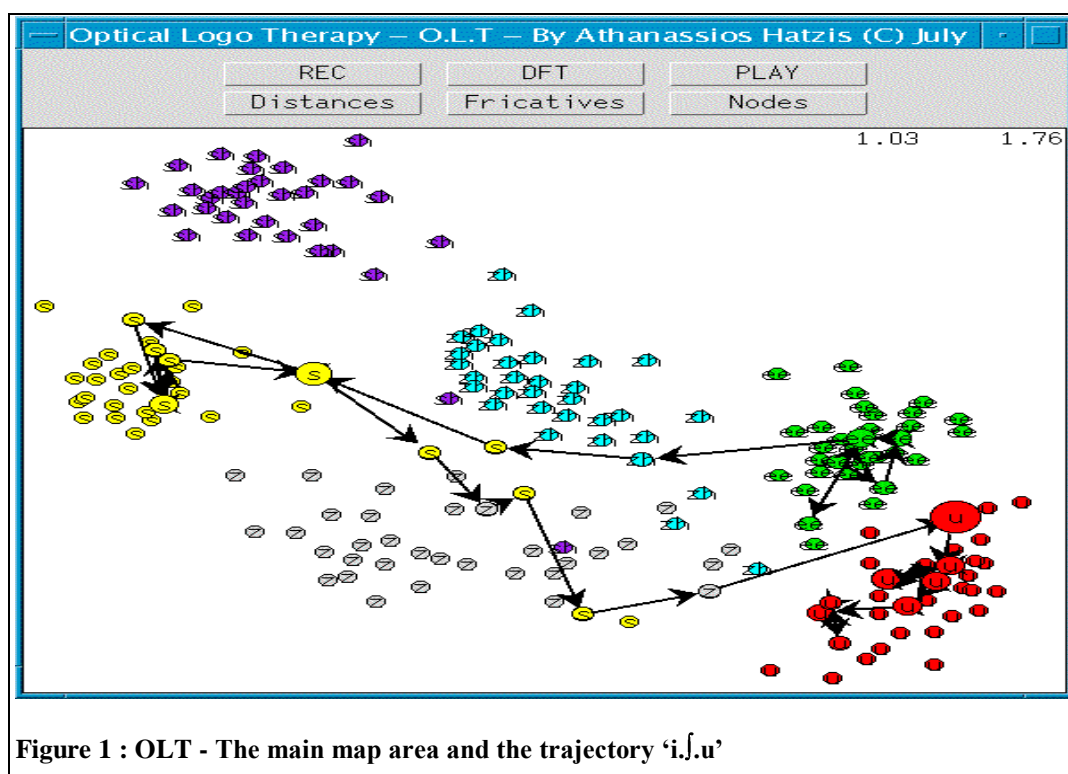 Optical Logo Therapy – O.L.T – By Athanassios Hatzis (C) July
REC DFT PLAY
Distances Fricatives Nodes
1.03 1.76
s
u
Figure 1 : OLT - The main map area and the trajectory ‘i.ʃ.u’